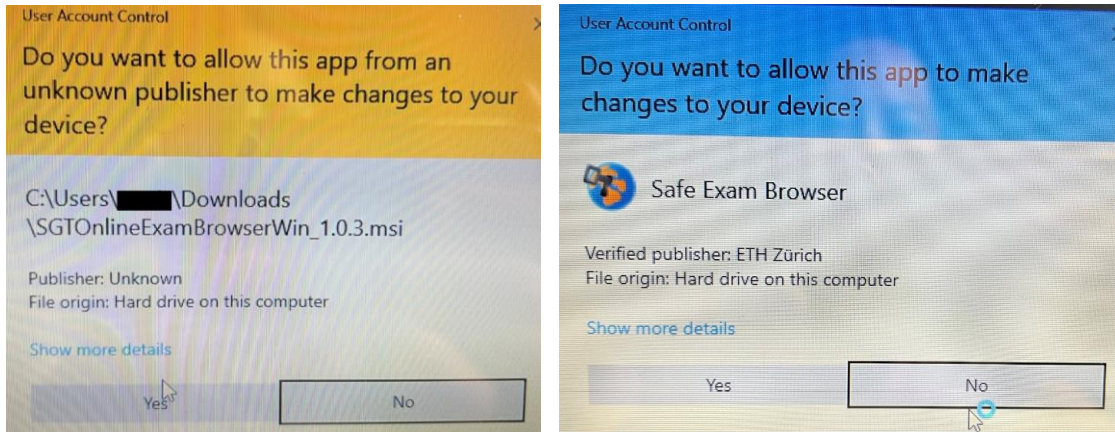 User Account Control
Do you want to allow this app from an
unknown publisher to make changes to your
device?
C:\Users\ \Downloads
\SGTOnlineExamBrowserWin_1.0.3.msi
Publisher: Unknown
File origin: Hard drive on this computer
Show more details
Yes
No
User Account Control
Do you want to allow this app to make
changes to your device?
Safe Exam Browser
Verified publisher: ETH Zürich
File origin: Hard drive on this computer
Show more details
Yes
No